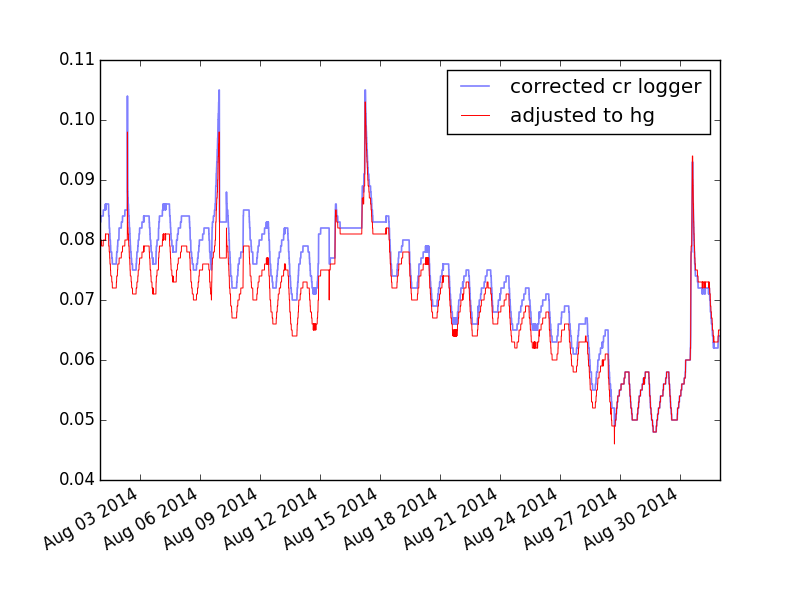 0.11
0.10
0.09
0.08
0.07
0.06
0.05
0.04
corrected cr logger
adjusted to hg
Aug 03 2014
Aug 06 2014
Aug 09 2014
Aug 12 2014
Aug 15 2014
Aug 18 2014
Aug 21 2014
Aug 24 2014
Aug 27 2014
Aug 30 2014